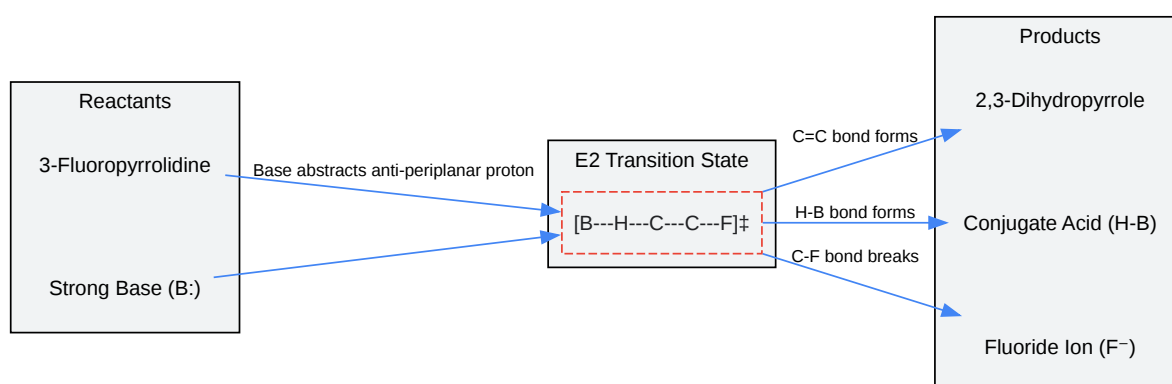 Reactants
3-Fluoropyrrolidine
Strong Base (B:)
Base abstracts anti-periplanar proton
E2 Transition State
[B---H---C---C---F]‡
C=C bond forms
H-B bond forms
C-F bond breaks
Products
2,3-Dihydropyrrole
Conjugate Acid (H-B)
Fluoride Ion (F⁻)